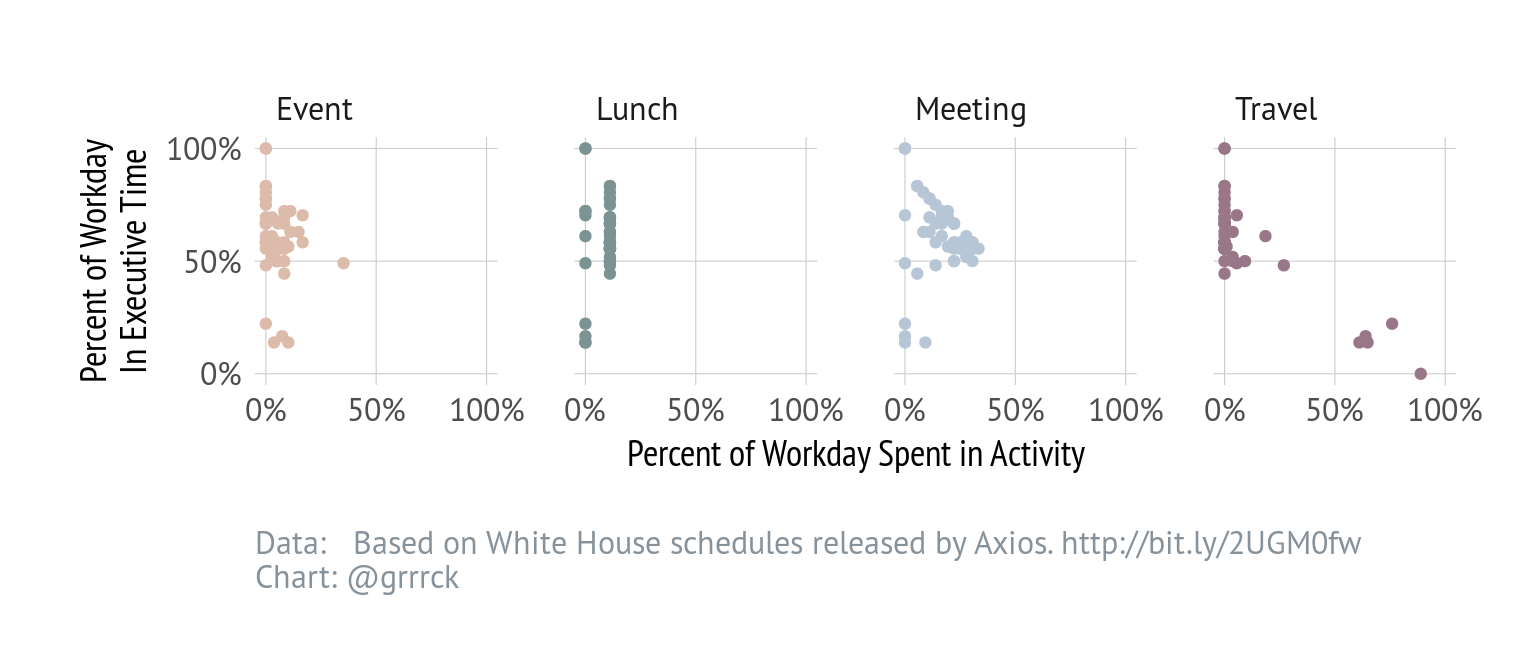 Event
Lunch
Meeting
Travel
Percent of Workday
In Executive Time
100%
50%
0%
0% 50% 100%
0% 50% 100%
0% 50% 100%
0% 50% 100%
Percent of Workday Spent in Activity
Data: Based on White House schedules released by Axios. http://bit.ly/2UGM0fw
Chart: @grrrck